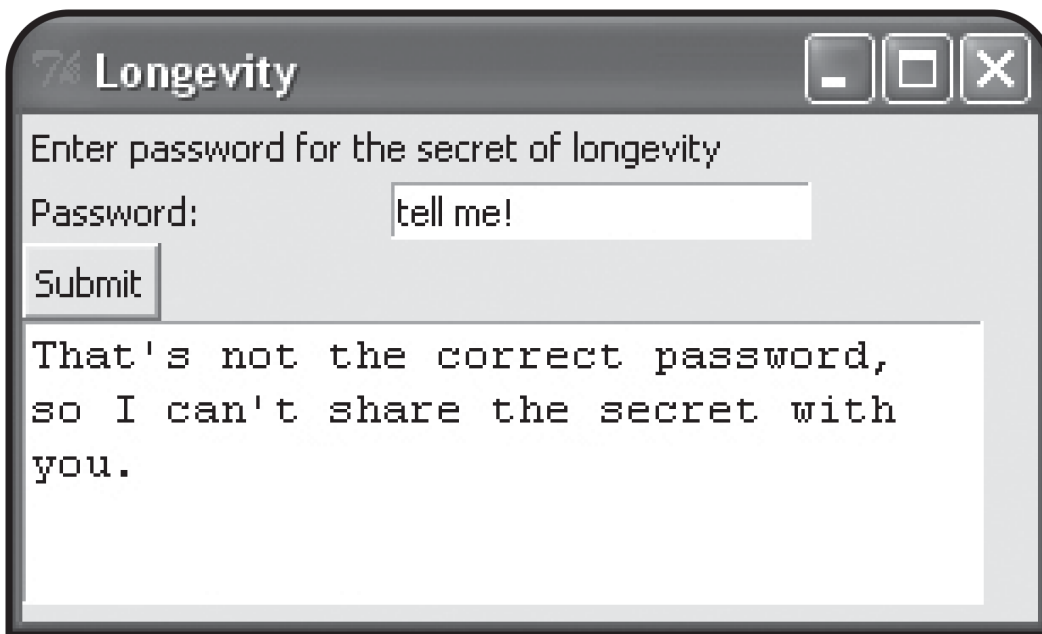 Longevity
Enter password for the secret of longevity
Password: tell me!
Submit
That's not the correct password,
so I can't share the secret with
you.